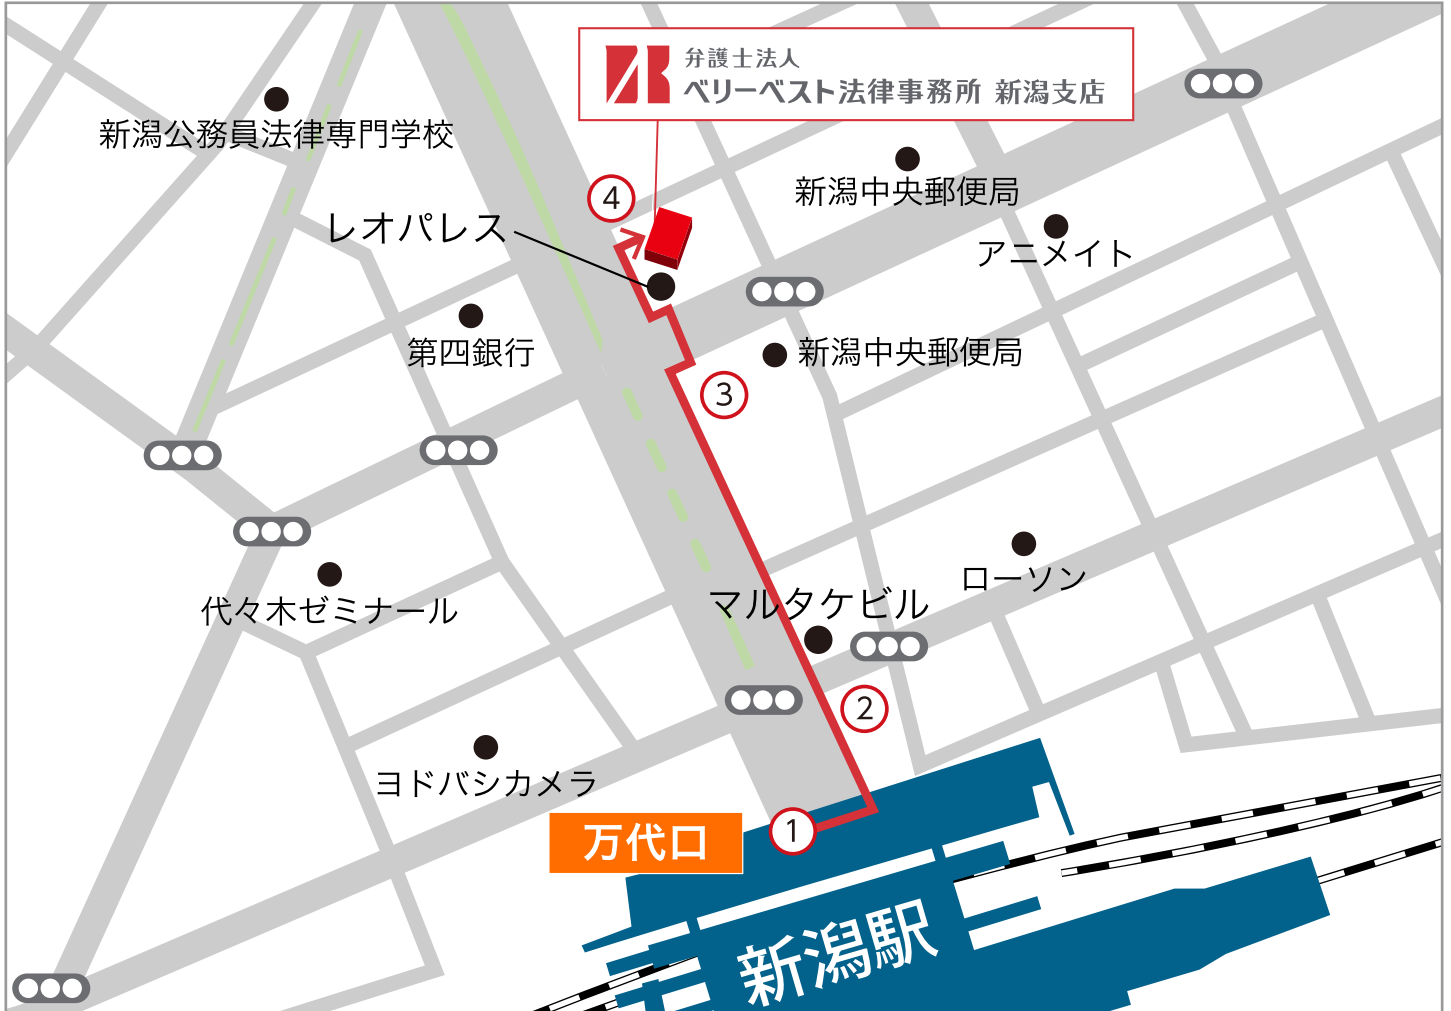 弁護士法人
ベリーベスト法律事務所 新潟支店
新潟公務員法律専門学校
新潟中央郵便局
④
レオパレス
アニメイト
第四銀行
新潟中央郵便局
③
ローソン
代々木ゼミナール
マルタケビル
②
ヨドバシカメラ
①
万代口
新潟駅